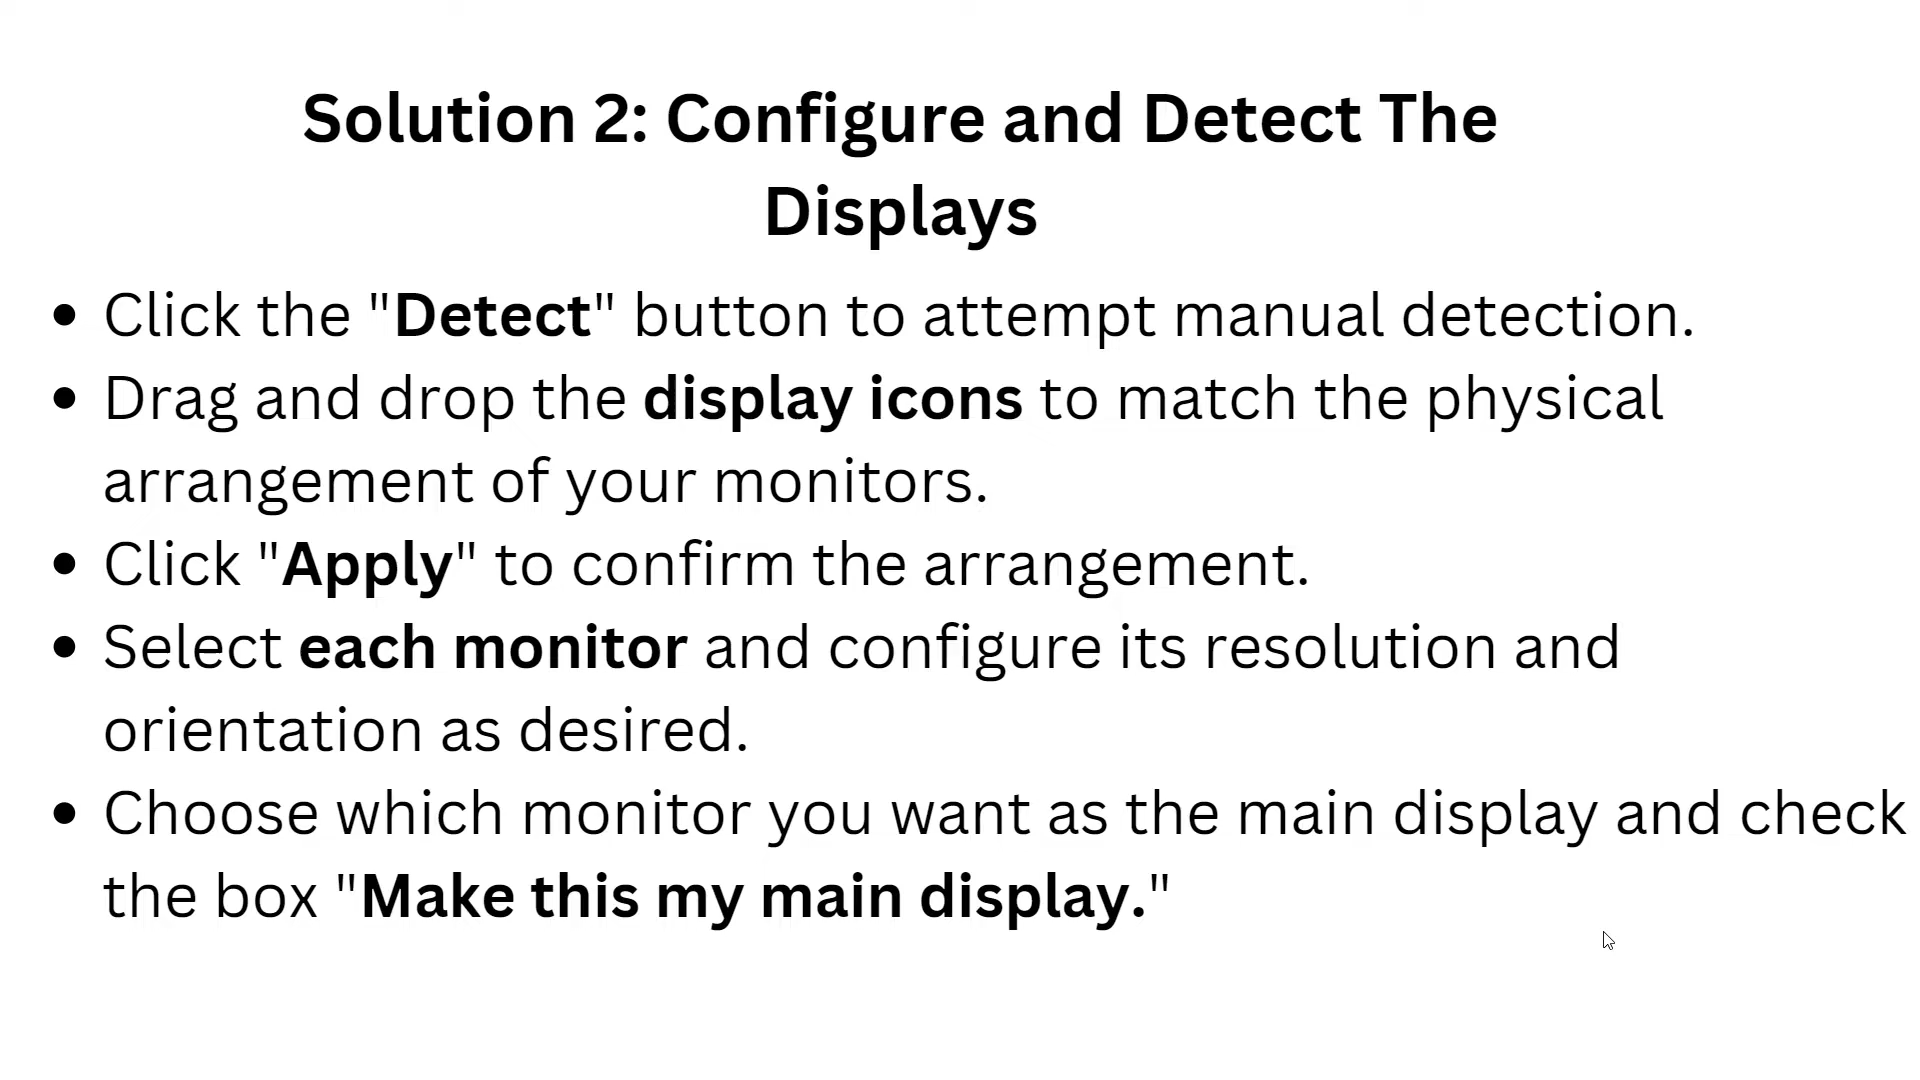 Solution 2: Configure and Detect The
Displays
• Click the "Detect" button to attempt manual detection.
• Drag and drop the display icons to match the physical
arrangement of your monitors.
• Click "Apply" to confirm the arrangement.
• Select each monitor and configure its resolution and
orientation as desired.
• Choose which monitor you want as the main display and check
the box "Make this my main display."